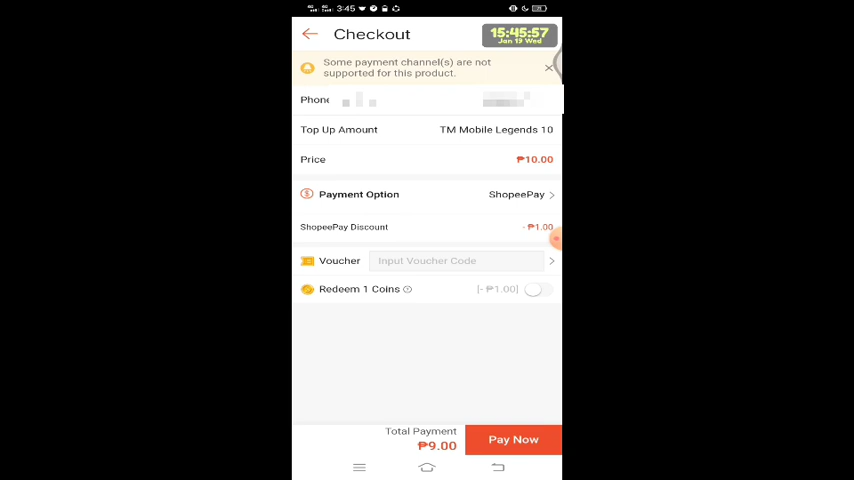 3:45
Checkout
15:45:57
Jan 19 Wed
Some payment channel(s) are not
supported for this product.
Phone
Top Up Amount TM Mobile Legends 10
Price ₱10.00
Payment Option ShopeePay
ShopeePay Discount - ₱1.00
Voucher Input Voucher Code
Redeem 1 Coins [- ₱1.00]
Total Payment
₱9.00
Pay Now